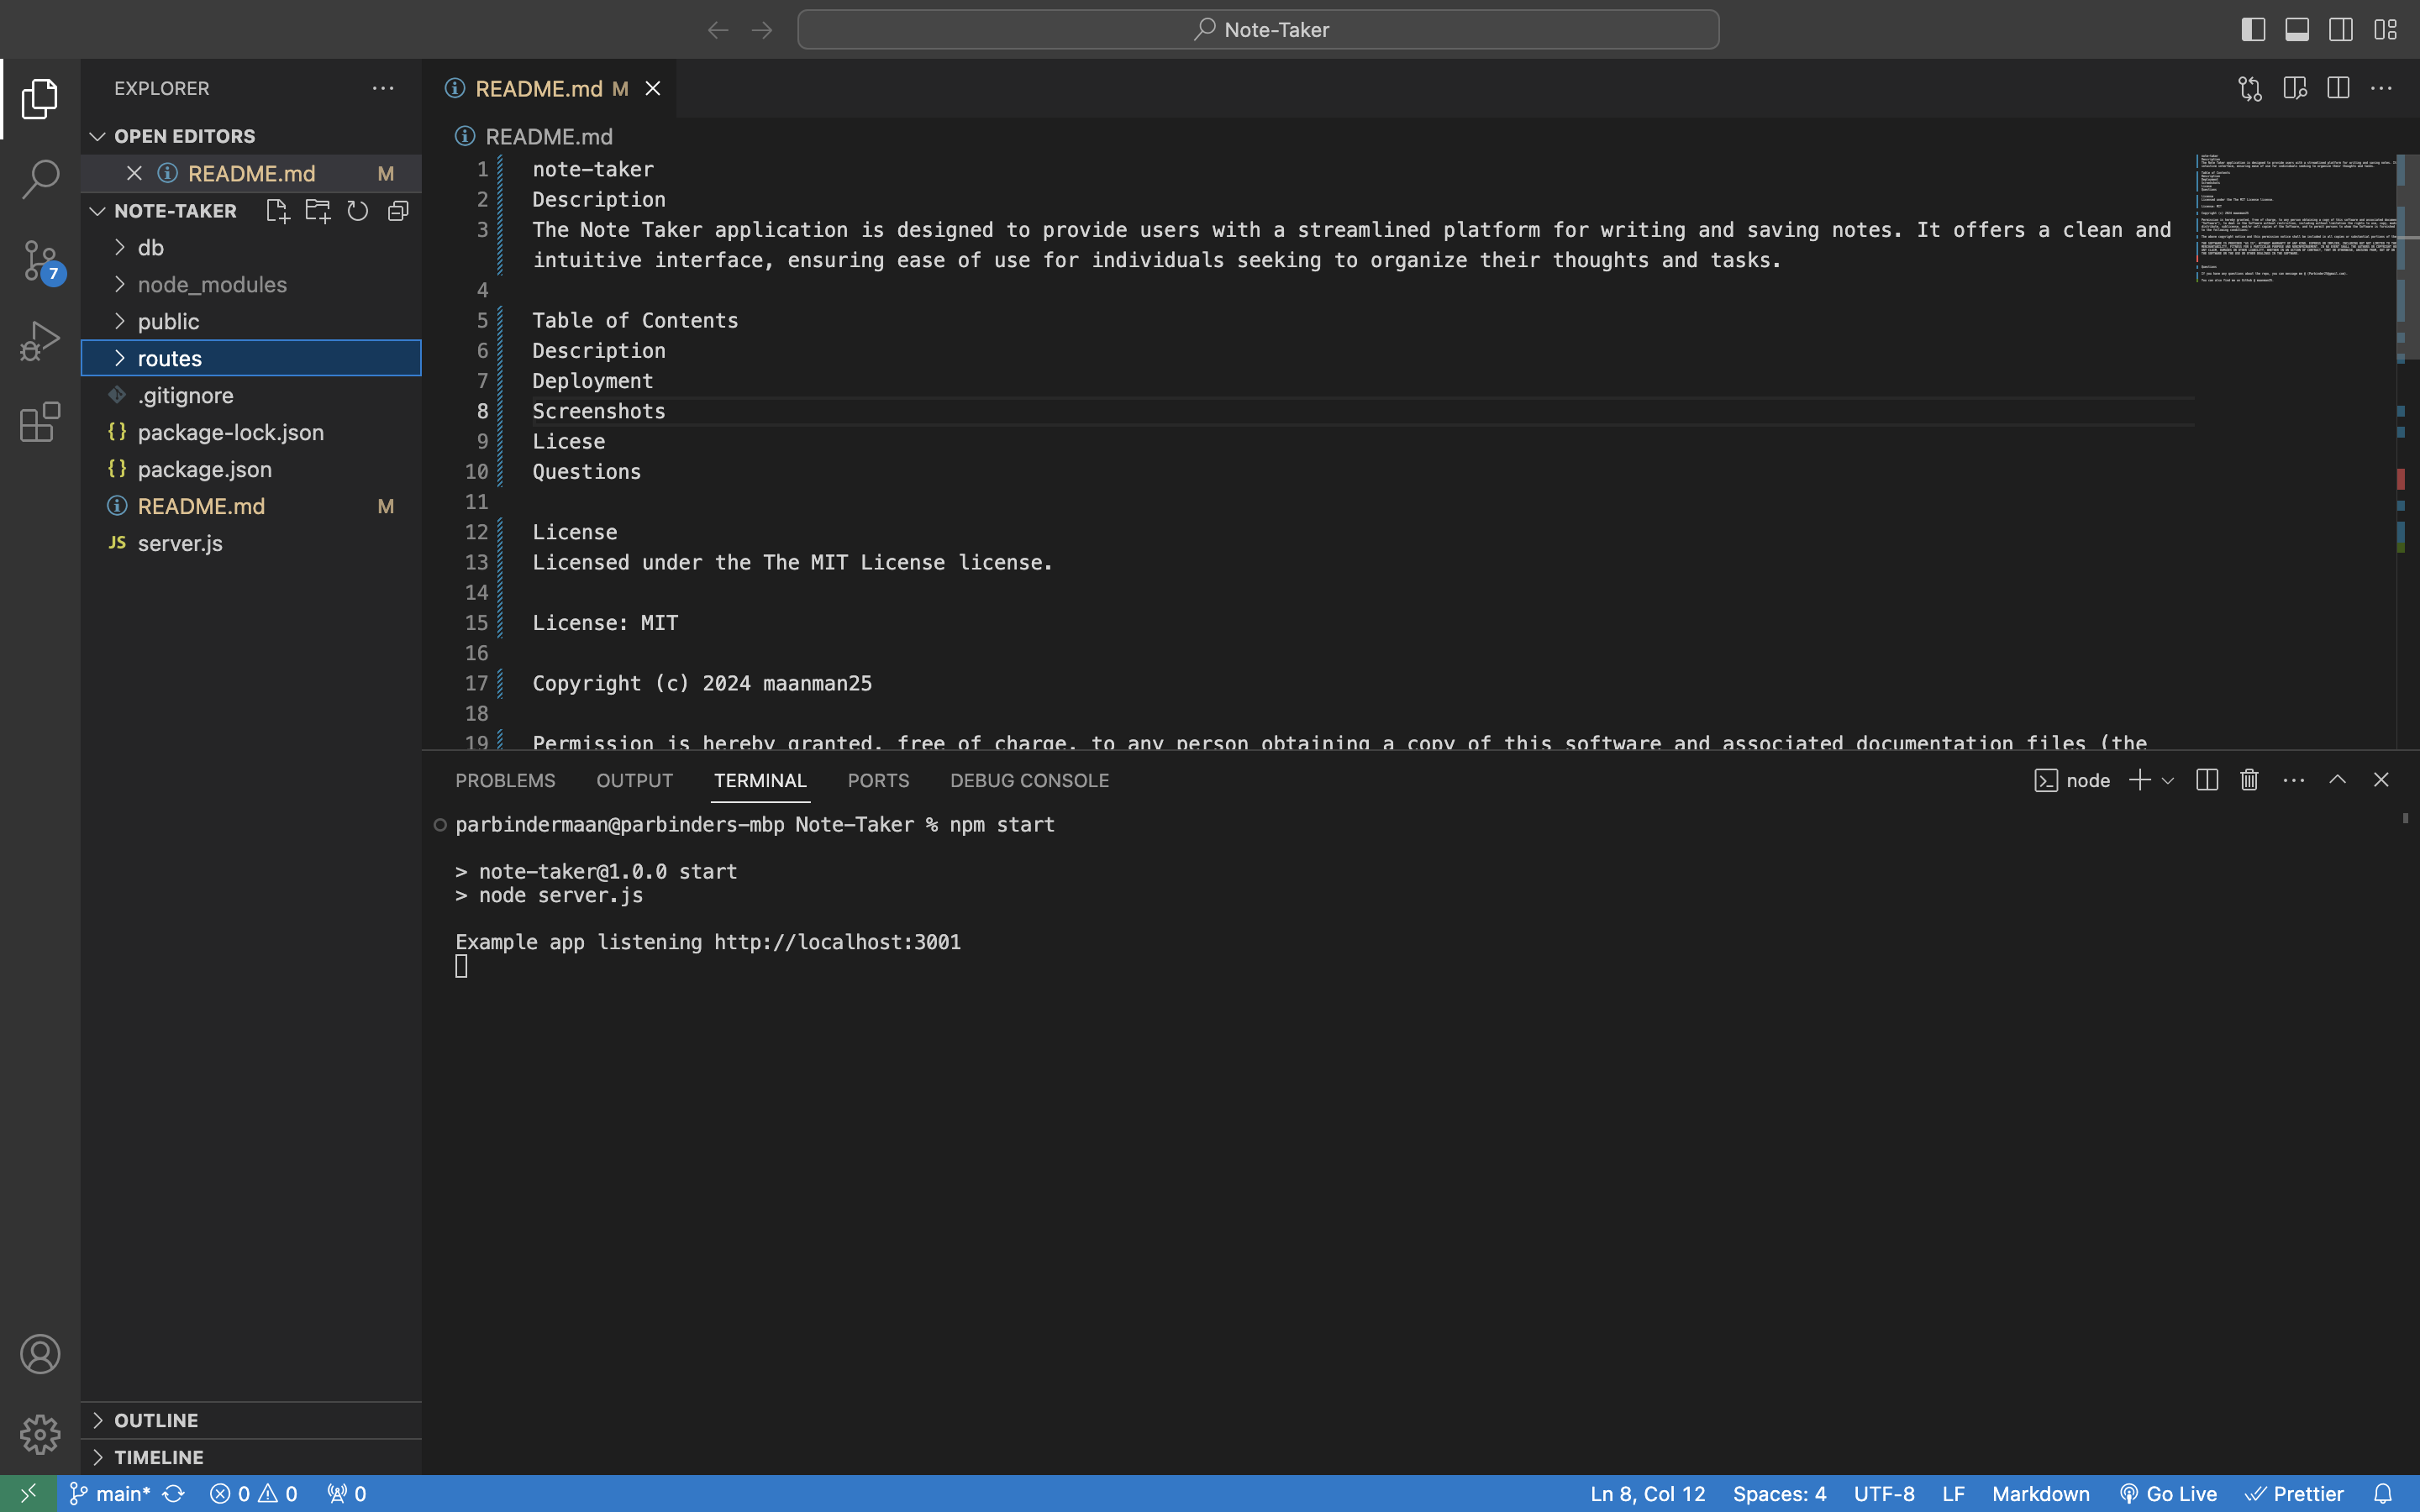 Note-Taker
EXPLORER
OPEN EDITORS
README.md M
NOTE-TAKER
db
node_modules
public
routes
.gitignore
{} package-lock.json
{} package.json
README.md M
JS server.js
OUTLINE
TIMELINE
7
README.md M
README.md
1 note-taker
2 Description
3 The Note Taker application is designed to provide users with a streamlined platform for writing and saving notes. It offers a clean and
intuitive interface, ensuring ease of use for individuals seeking to organize their thoughts and tasks.
4
5 Table of Contents
6 Description
7 Deployment
8 Screenshots
9 Licese
10 Questions
11
12 License
13 Licensed under the The MIT License license.
14
15 License: MIT
16
17 Copyright (c) 2024 maanman25
18
19 Permission is hereby granted, free of charge, to any person obtaining a copy of this software and associated documentation files (the
PROBLEMS OUTPUT TERMINAL PORTS DEBUG CONSOLE
node
parbindermaan@parbinders-mbp Note-Taker % npm start
> note-taker@1.0.0 start
> node server.js
Example app listening http://localhost:3001
main* 0 0 0
Ln 8, Col 12 Spaces: 4 UTF-8 LF Markdown Go Live Prettier